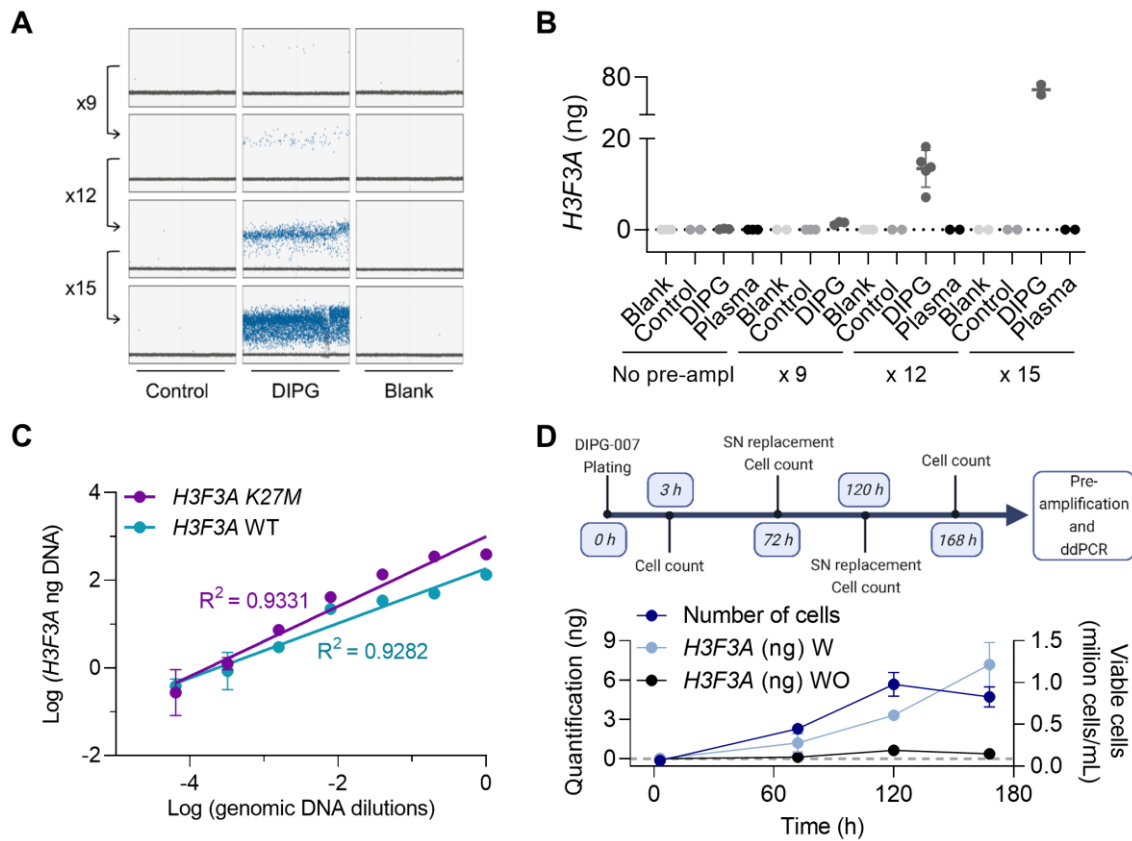 A
x9
x12
x15
Control
DIPG
Blank
B
H3F3A (ng)
80
20
0
Blank
Control
DIPG
Plasma
Blank
Control
DIPG
Blank
Control
DIPG
Plasma
Blank
Control
DIPG
Plasma
No pre-ampl
x 9
x 12
x 15
C
H3F3A K27M
H3F3A WT
R2 = 0.9331
R2 = 0.9282
Log (H3F3A ng DNA)
4
2
0
-2
-4
-2
0
Log (genomic DNA dilutions)
D
DIPG-007
Plating
0 h
3 h
Cell count
SN replacement
Cell count
72 h
120 h
SN replacement
Cell count
Cell count
168 h
Pre-
amplification
and
ddPCR
Number of cells
H3F3A (ng) W
H3F3A (ng) WO
Quantification (ng)
9
6
3
0
1.5
1.0
0.5
0.0
Viable cells
(milion cells/mL)
0
60
120
180
Time (h)